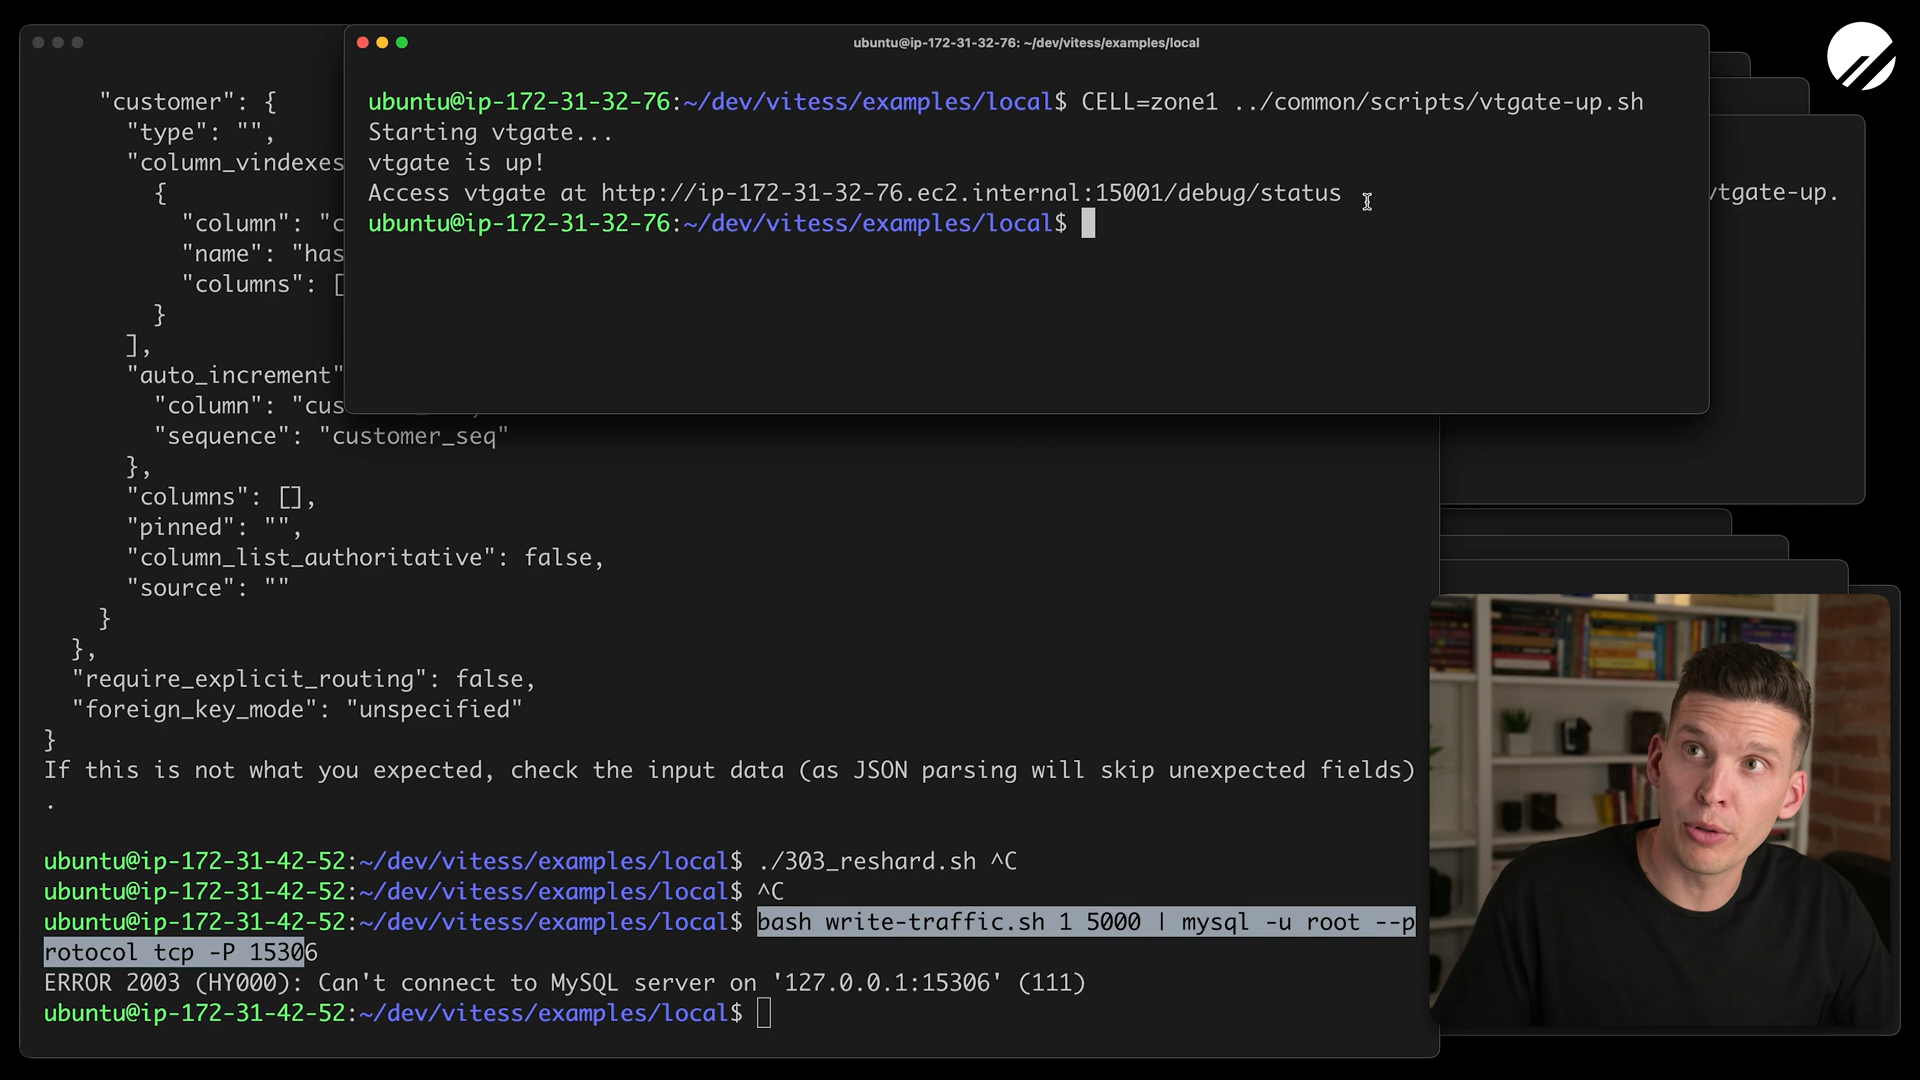 ubuntu@ip-172-31-32-76: ~/dev/vitess/examples/local
ubuntu@ip-172-31-32-76:~/dev/vitess/examples/local$ CELL=zone1 ../common/scripts/vtgate-up.sh
Starting vtgate...
vtgate is up!
Access vtgate at http://ip-172-31-32-76.ec2.internal:15001/debug/status
ubuntu@ip-172-31-32-76:~/dev/vitess/examples/local$
vtgate-up.
"customer": {
"type": "",
"column_vindexes
{
"column": "c
"name": "has
"columns": [
}
],
"auto_increment"
"column": "cus
"sequence": "customer_seq"
},
"columns": [],
"pinned": "",
"column_list_authoritative": false,
"source": ""
}
},
"require_explicit_routing": false,
"foreign_key_mode": "unspecified"
}
If this is not what you expected, check the input data (as JSON parsing will skip unexpected fields)
.
ubuntu@ip-172-31-42-52:~/dev/vitess/examples/local$ ./303_reshard.sh ^C
ubuntu@ip-172-31-42-52:~/dev/vitess/examples/local$ ^C
ubuntu@ip-172-31-42-52:~/dev/vitess/examples/local$ bash write-traffic.sh 1 5000 | mysql -u root --p
rotocol tcp -P 15306
ERROR 2003 (HY000): Can't connect to MySQL server on '127.0.0.1:15306' (111)
ubuntu@ip-172-31-42-52:~/dev/vitess/examples/local$